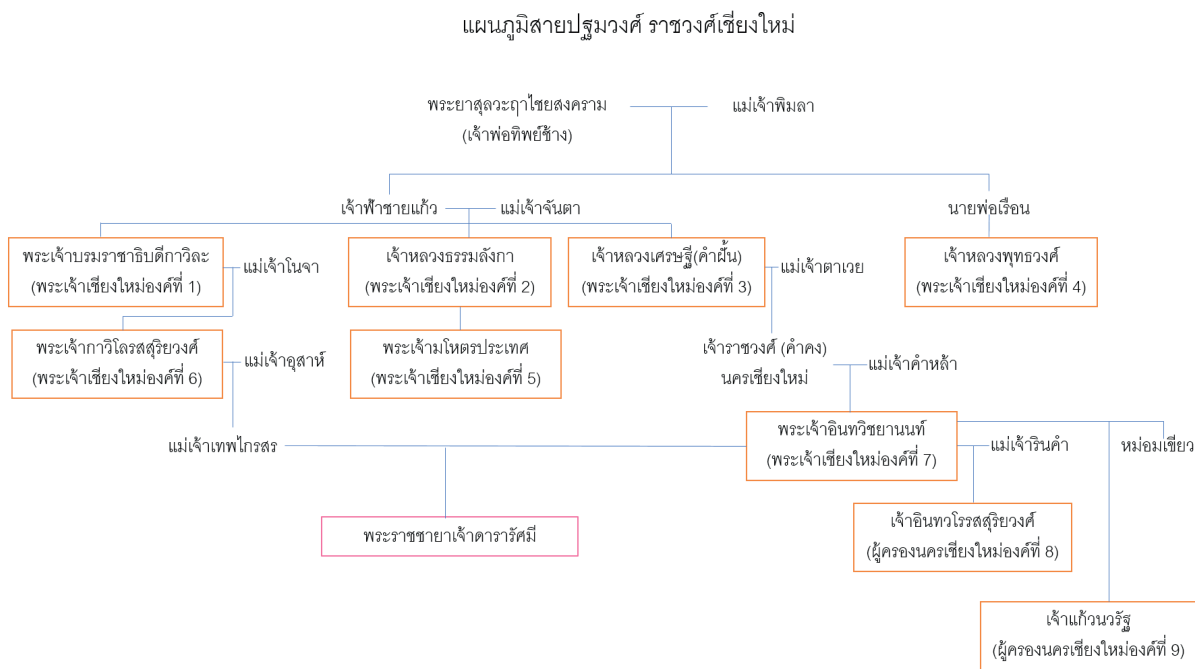 แผนภูมิสายปฐมวงศ์ ราชวงศ์เชียงใหม่
พระยาสุลวะฤาไชยสงคราม
(เจ้าพ่อทิพย์ช้าง)
แม่เจ้าพิมลา
เจ้าฟ้าชายแก้ว
แม่เจ้าจันตา
นายพ่อเรือน
พระเจ้าบรมราชาธิบดีกาวิละ
(พระเจ้าเชียงใหม่องค์ที่ 1)
แม่เจ้าโนจา
เจ้าหลวงธรรมลังกา
(พระเจ้าเชียงใหม่องค์ที่ 2)
เจ้าหลวงเศรษฐี(คำฝั้น)
(พระเจ้าเชียงใหม่องค์ที่ 3)
แม่เจ้าตาเวย
เจ้าหลวงพุทธวงศ์
(พระเจ้าเชียงใหม่องค์ที่ 4)
พระเจ้ากาวิโลรสสุริยวงศ์
(พระเจ้าเชียงใหม่องค์ที่ 6)
แม่เจ้าอุสาห์
พระเจ้ามโหตรประเทศ
(พระเจ้าเชียงใหม่องค์ที่ 5)
เจ้าราชวงศ์ (คำคง)
นครเชียงใหม่
แม่เจ้าคำหล้า
แม่เจ้าเทพไกรสร
พระเจ้าอินทวิชยานนท์
(พระเจ้าเชียงใหม่องค์ที่ 7)
แม่เจ้ารินคำ
หม่อมเขียว
พระราชชายาเจ้าดารารัศมี
เจ้าอินทวโรรสสุริยวงศ์
(ผู้ครองนครเชียงใหม่องค์ที่ 8)
เจ้าแก้วนวรัฐ
(ผู้ครองนครเชียงใหม่องค์ที่ 9)